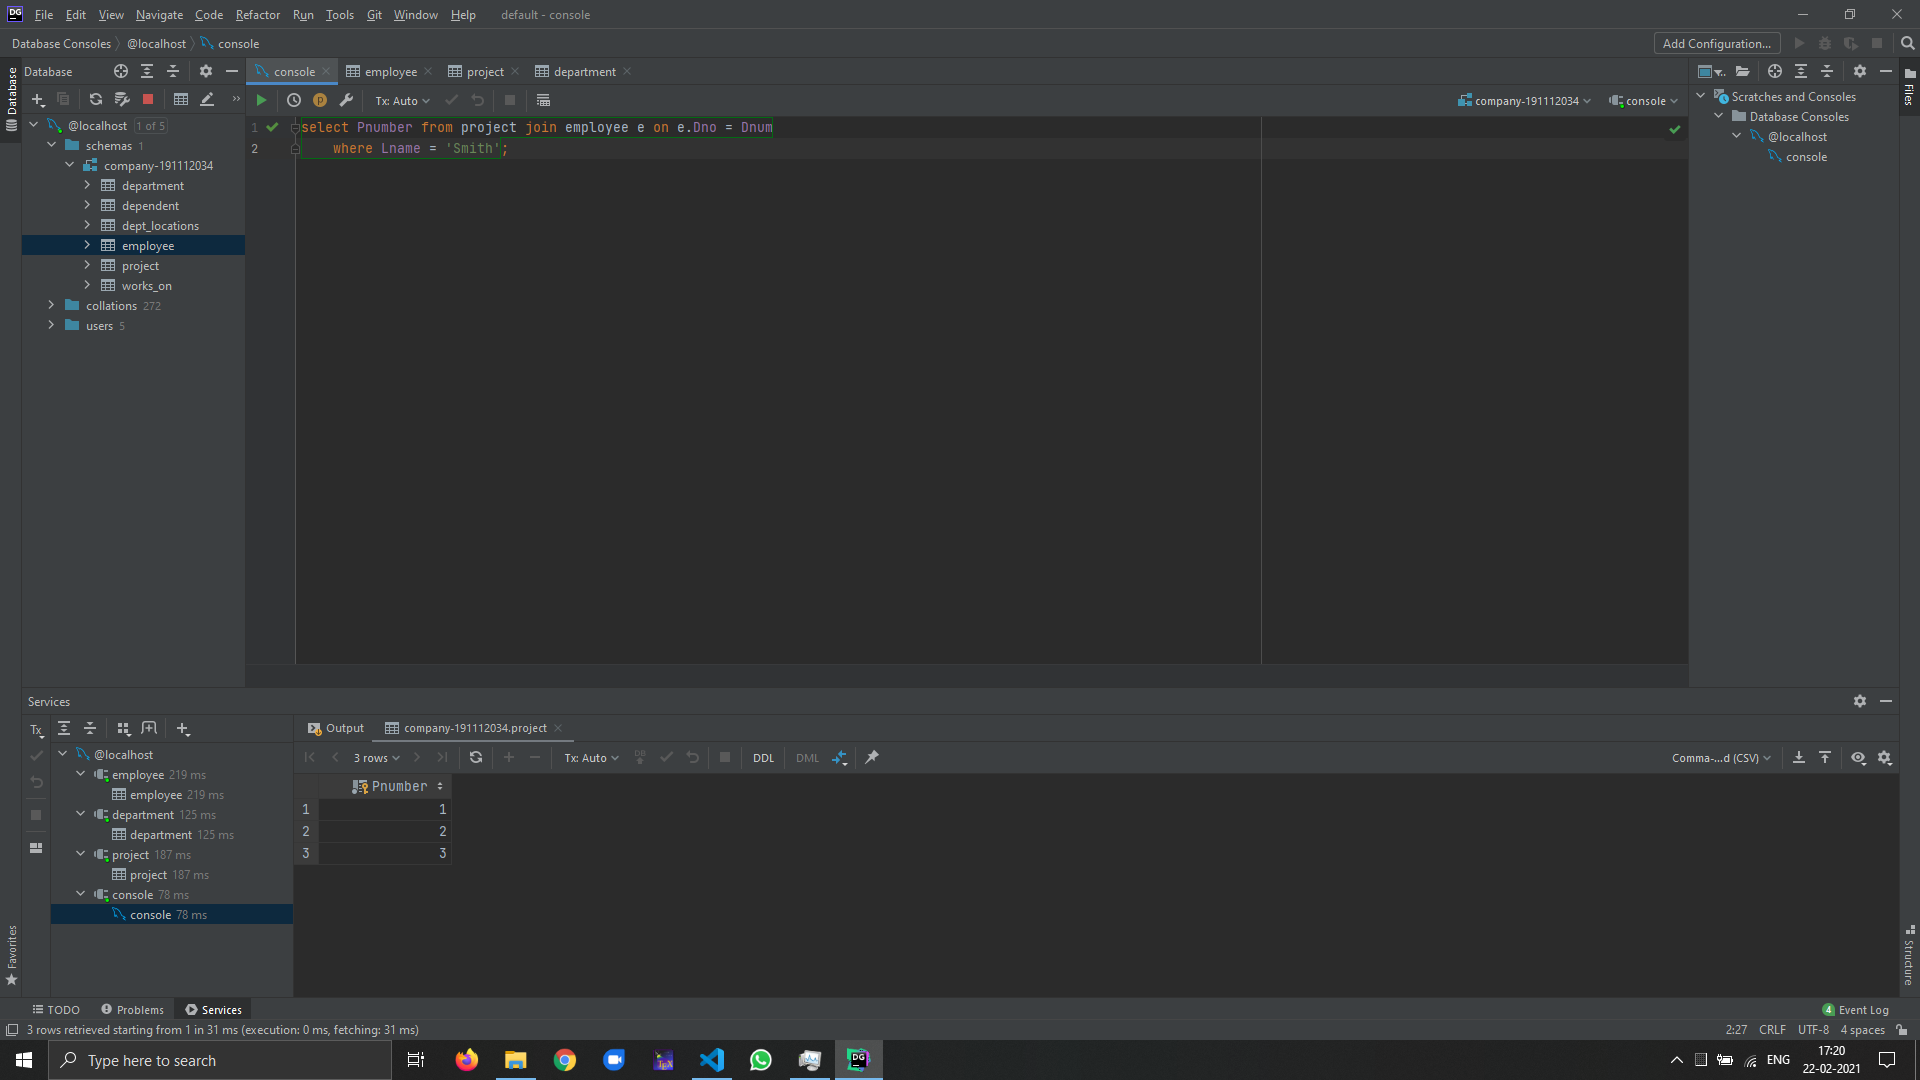 DG File Edit View Navigate Code Refactor Run Tools Git Window Help default - console
Database Consoles @localhost console Add Configuration...
Database
Database
console employee project department
Tx: Auto company-191112034 console
@localhost 1 of 5
schemas 1
company-191112034
department
dependent
dept_locations
employee
project
works_on
collations 272
users 5
1 select Pnumber from project join employee e on e.Dno = Dnum
2 where Lname = 'Smith';
Scratches and Consoles
Database Consoles
@localhost
console
Files
Services
Tx
@localhost
employee 219 ms
employee 219 ms
department 125 ms
department 125 ms
project 187 ms
project 187 ms
console 78 ms
console 78 ms
Output company-191112034.project
3 rows Tx: Auto DB DDL DML Comma-...d (CSV)
Pnumber
1 1
2 2
3 3
Favorites
Structure
TODO Problems Services 4 Event Log
3 rows retrieved starting from 1 in 31 ms (execution: 0 ms, fetching: 31 ms) 2:27 CRLF UTF-8 4 spaces
Type here to search TEX DG ENG 17:20
22-02-2021